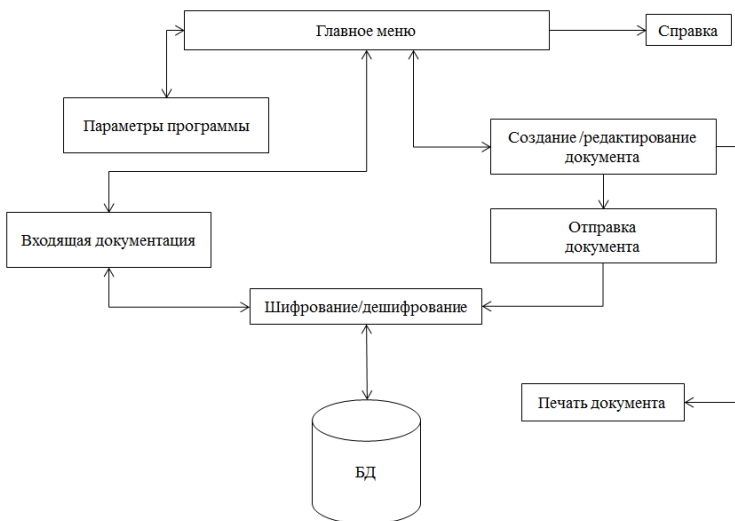 Главное меню
Справка
Параметры программы
Создание/редактирование
документа
Входящая документация
Отправка
документа
Шифрование/дешифрование
Печать документа
БД